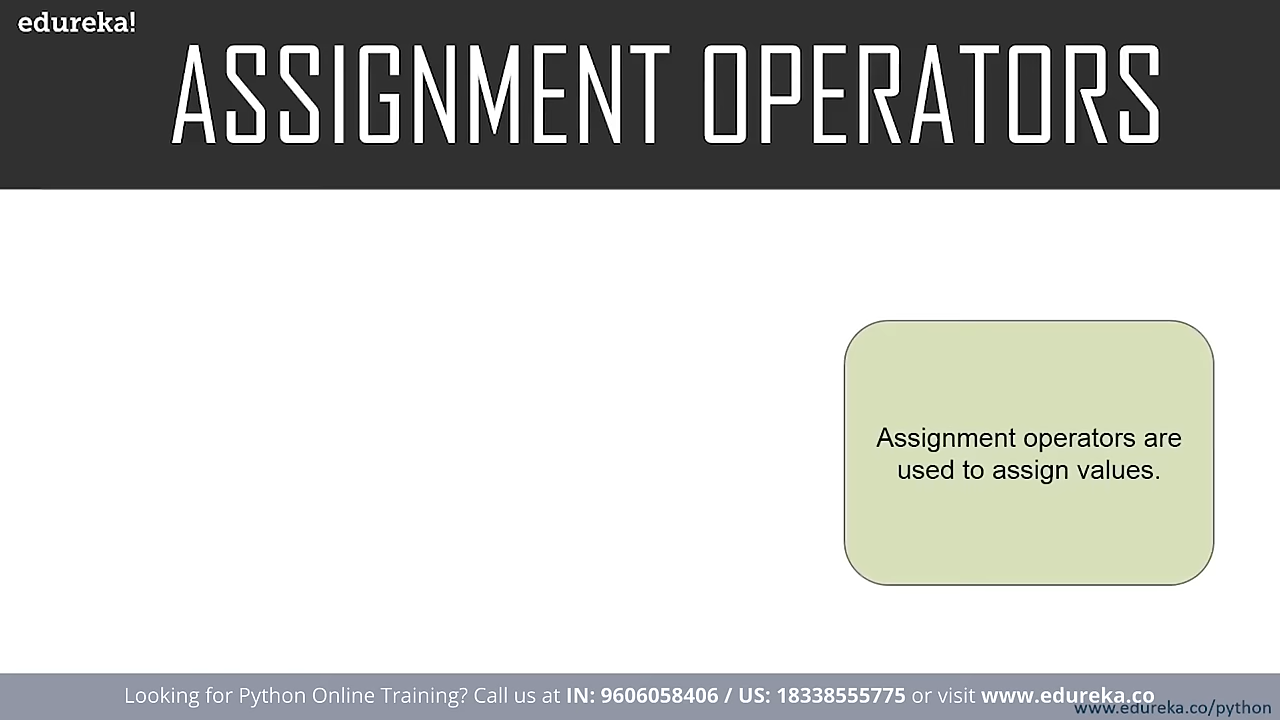 edureka!
ASSIGNMENT OPERATORS
Assignment operators are
used to assign values.
Looking for Python Online Training? Call us at IN: 9606058406 / US: 18338555775 or visit www.edureka.co
www.edureka.co/python